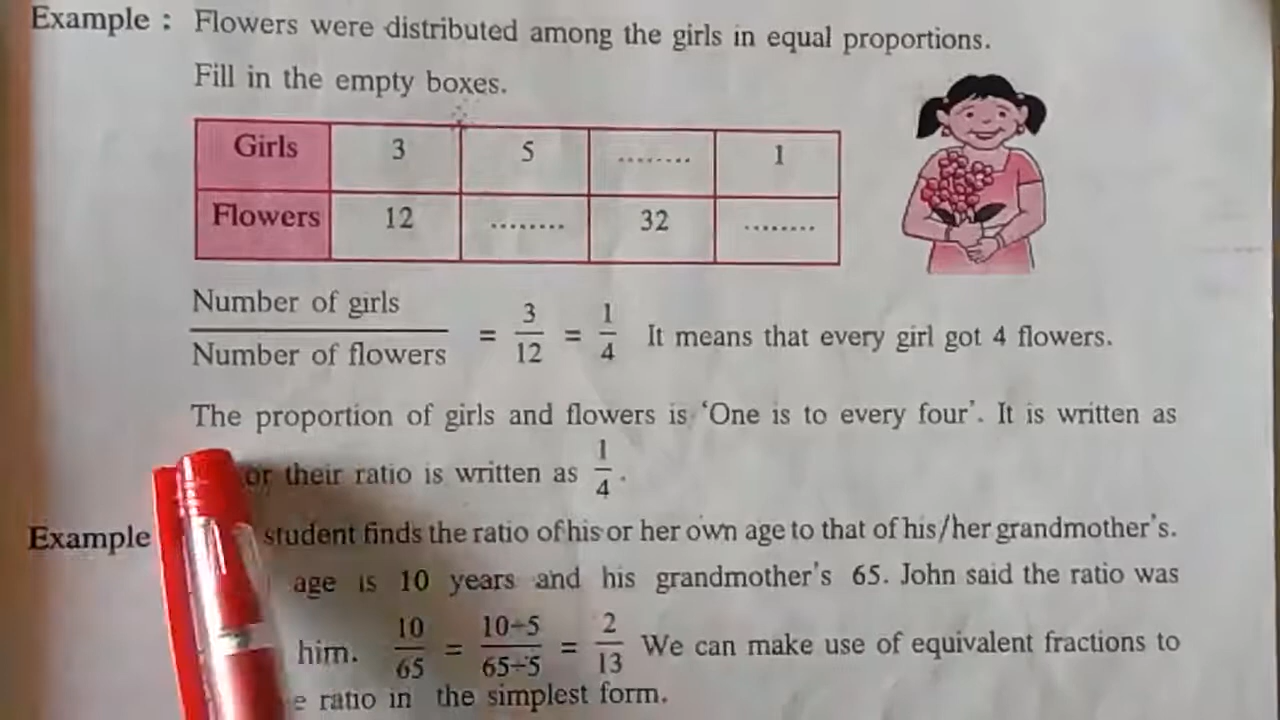 Example : Flowers were distributed among the girls in equal proportions.
Fill in the empty boxes.
Girls 3 5 ........ 1
Flowers 12 ........ 32 ........
Number of girls / Number of flowers = 3/12 = 1/4 It means that every girl got 4 flowers.
The proportion of girls and flowers is ‘One is to every four’. It is written as
or their ratio is written as 1/4.
Example student finds the ratio of his or her own age to that of his/her grandmother's.
age is 10 years and his grandmother's 65. John said the ratio was
him. 10/65 = 10÷5/65÷5 = 2/13 We can make use of equivalent fractions to
ratio in the simplest form.